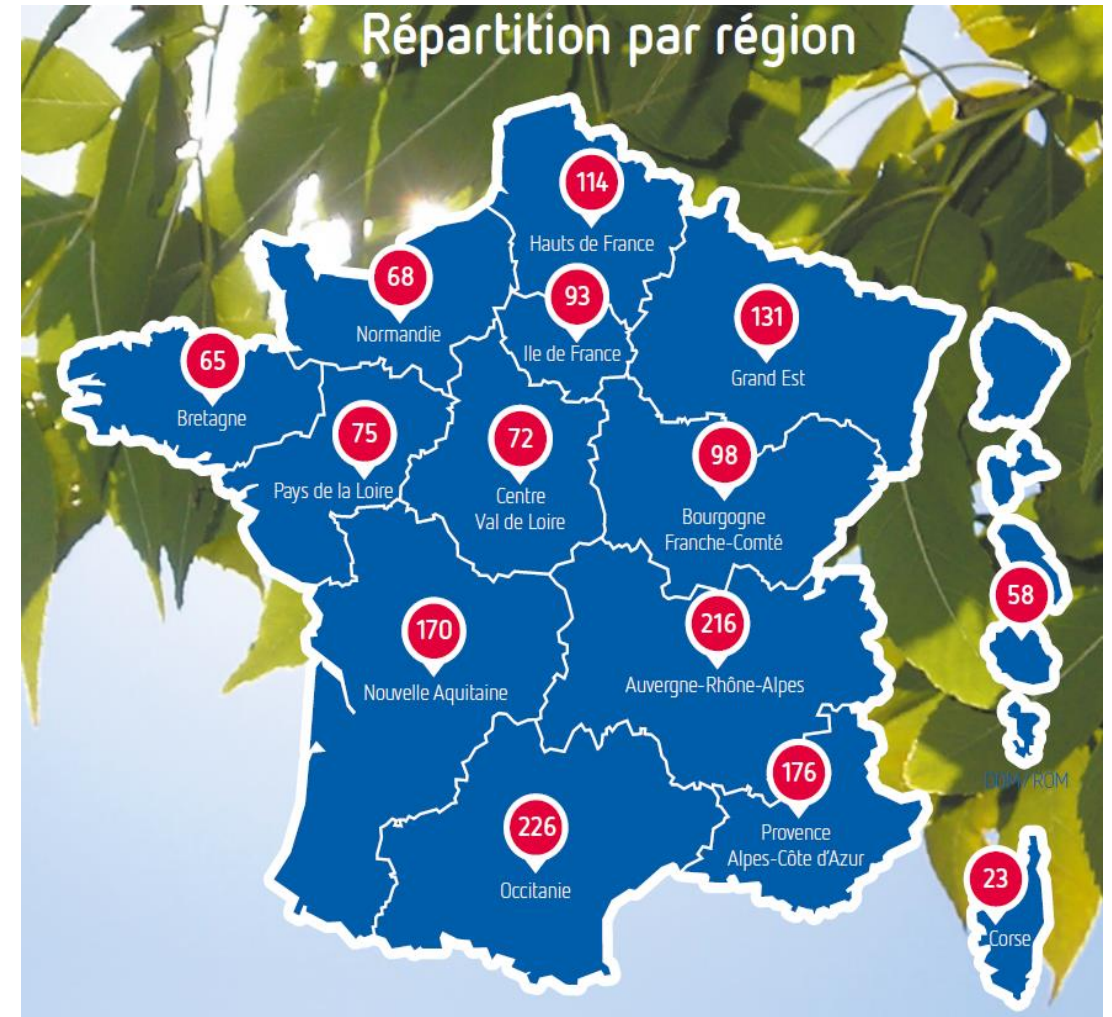 Répartition par région
114
Hauts de France
68
Normandie
93
Ile de France
131
Grand Est
65
Bretagne
75
Pays de la Loire
72
Centre
Val de Loire
98
Bourgogne
Franche-Comté
58
DOM/ROM
170
Nouvelle Aquitaine
216
Auvergne-Rhône-Alpes
176
Provence
Alpes-Côte d'Azur
226
Occitanie
23
Corse